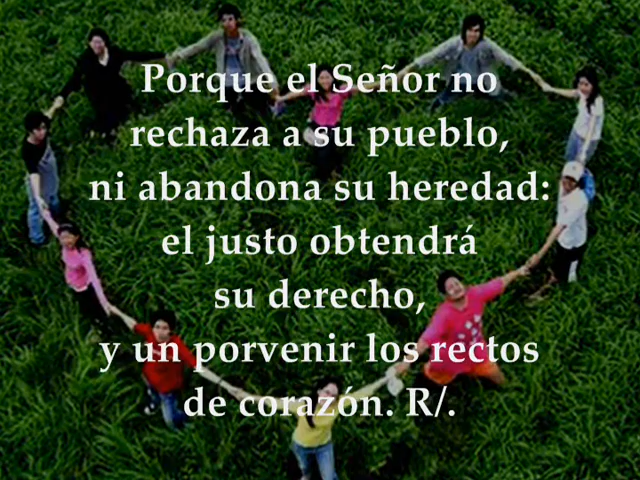 Porque el Señor no
rechaza a su pueblo,
ni abandona su heredad:
el justo obtendrá
su derecho,
y un porvenir los rectos
de corazón. R/.